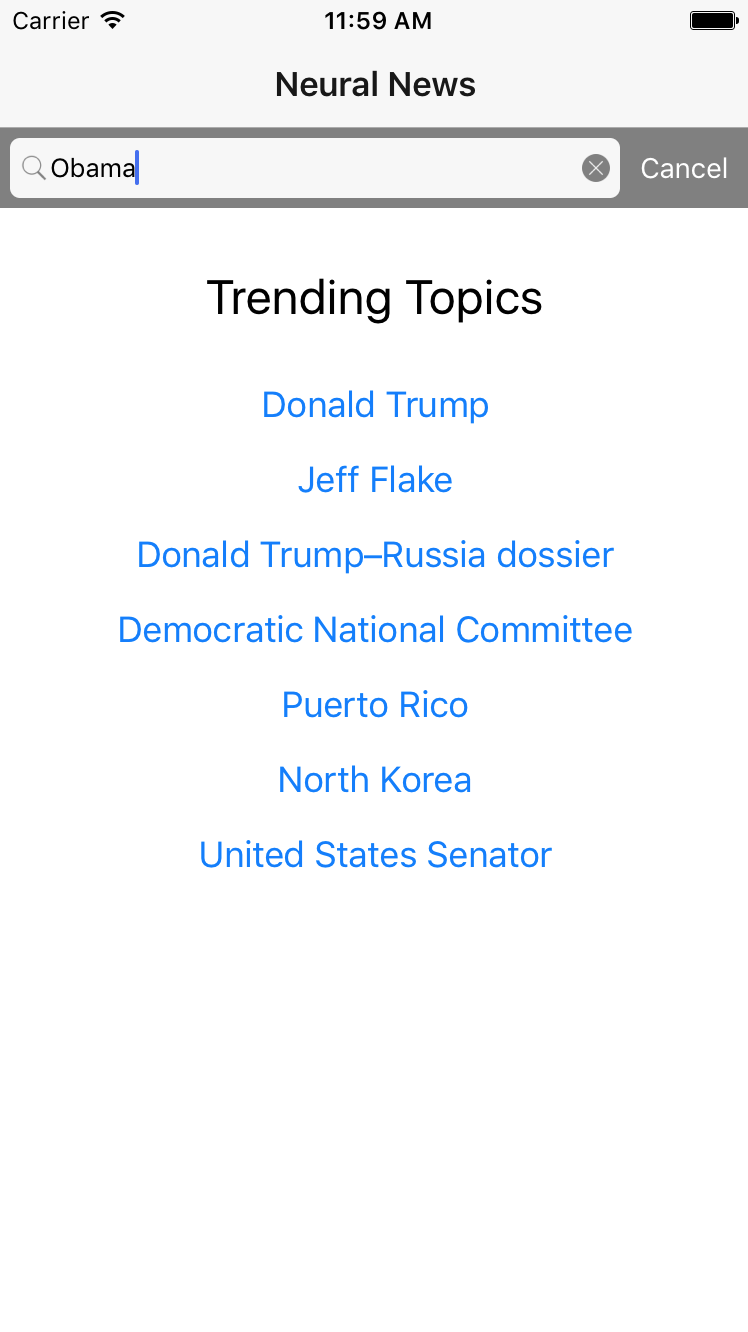 Carrier 11:59 AM
Neural News
Obama Cancel
Trending Topics
Donald Trump
Jeff Flake
Donald Trump–Russia dossier
Democratic National Committee
Puerto Rico
North Korea
United States Senator